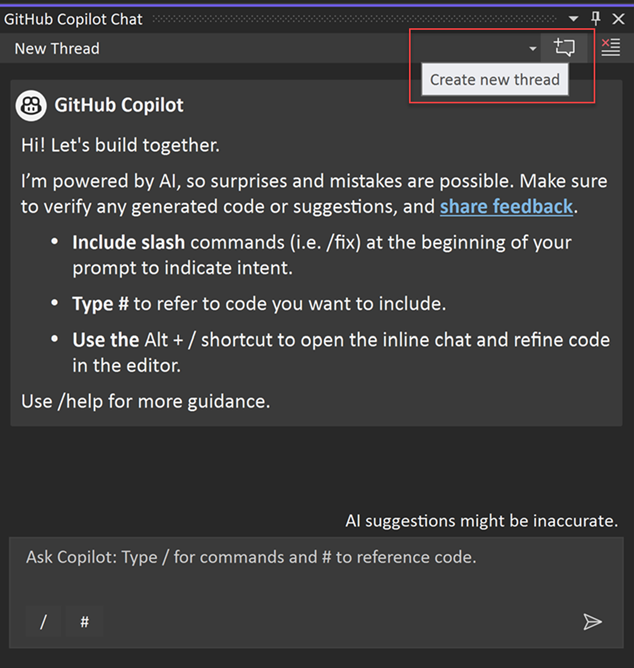 GitHub Copilot Chat
New Thread
Create new thread
GitHub Copilot
Hi! Let's build together.
I’m powered by AI, so surprises and mistakes are possible. Make sure
to verify any generated code or suggestions, and share feedback.
• Include slash commands (i.e. /fix) at the beginning of your
prompt to indicate intent.
• Type # to refer to code you want to include.
• Use the Alt + / shortcut to open the inline chat and refine code
in the editor.
Use /help for more guidance.
AI suggestions might be inaccurate.
Ask Copilot: Type / for commands and # to reference code.
/ #